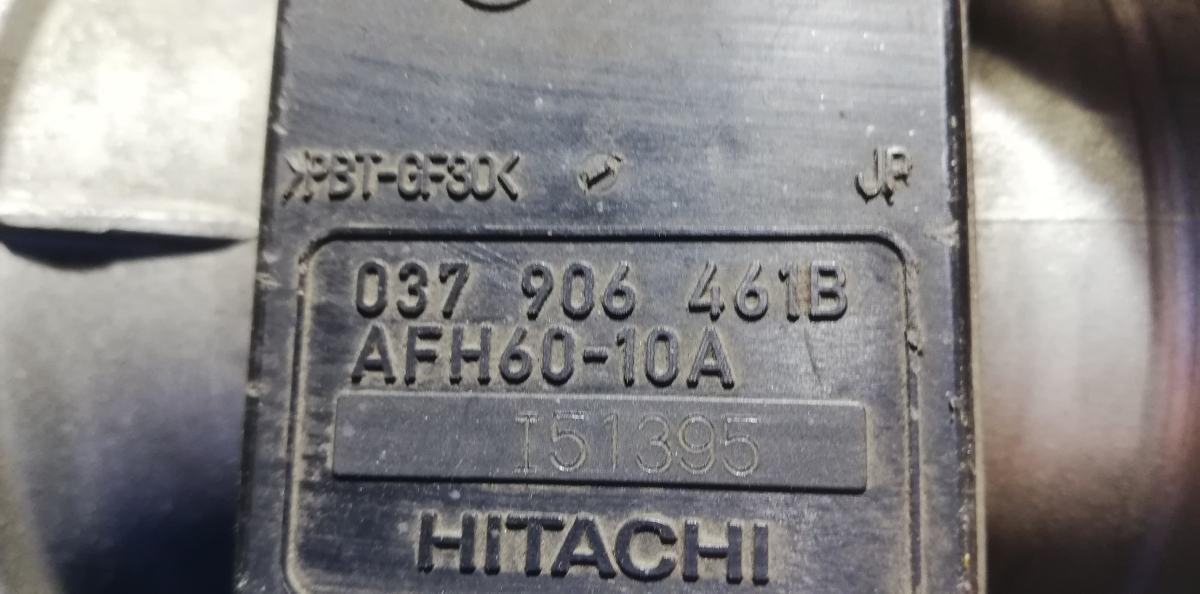 >PBT-GF30< JP
037 906 461B
AFH60-10A
I51395
HITACHI